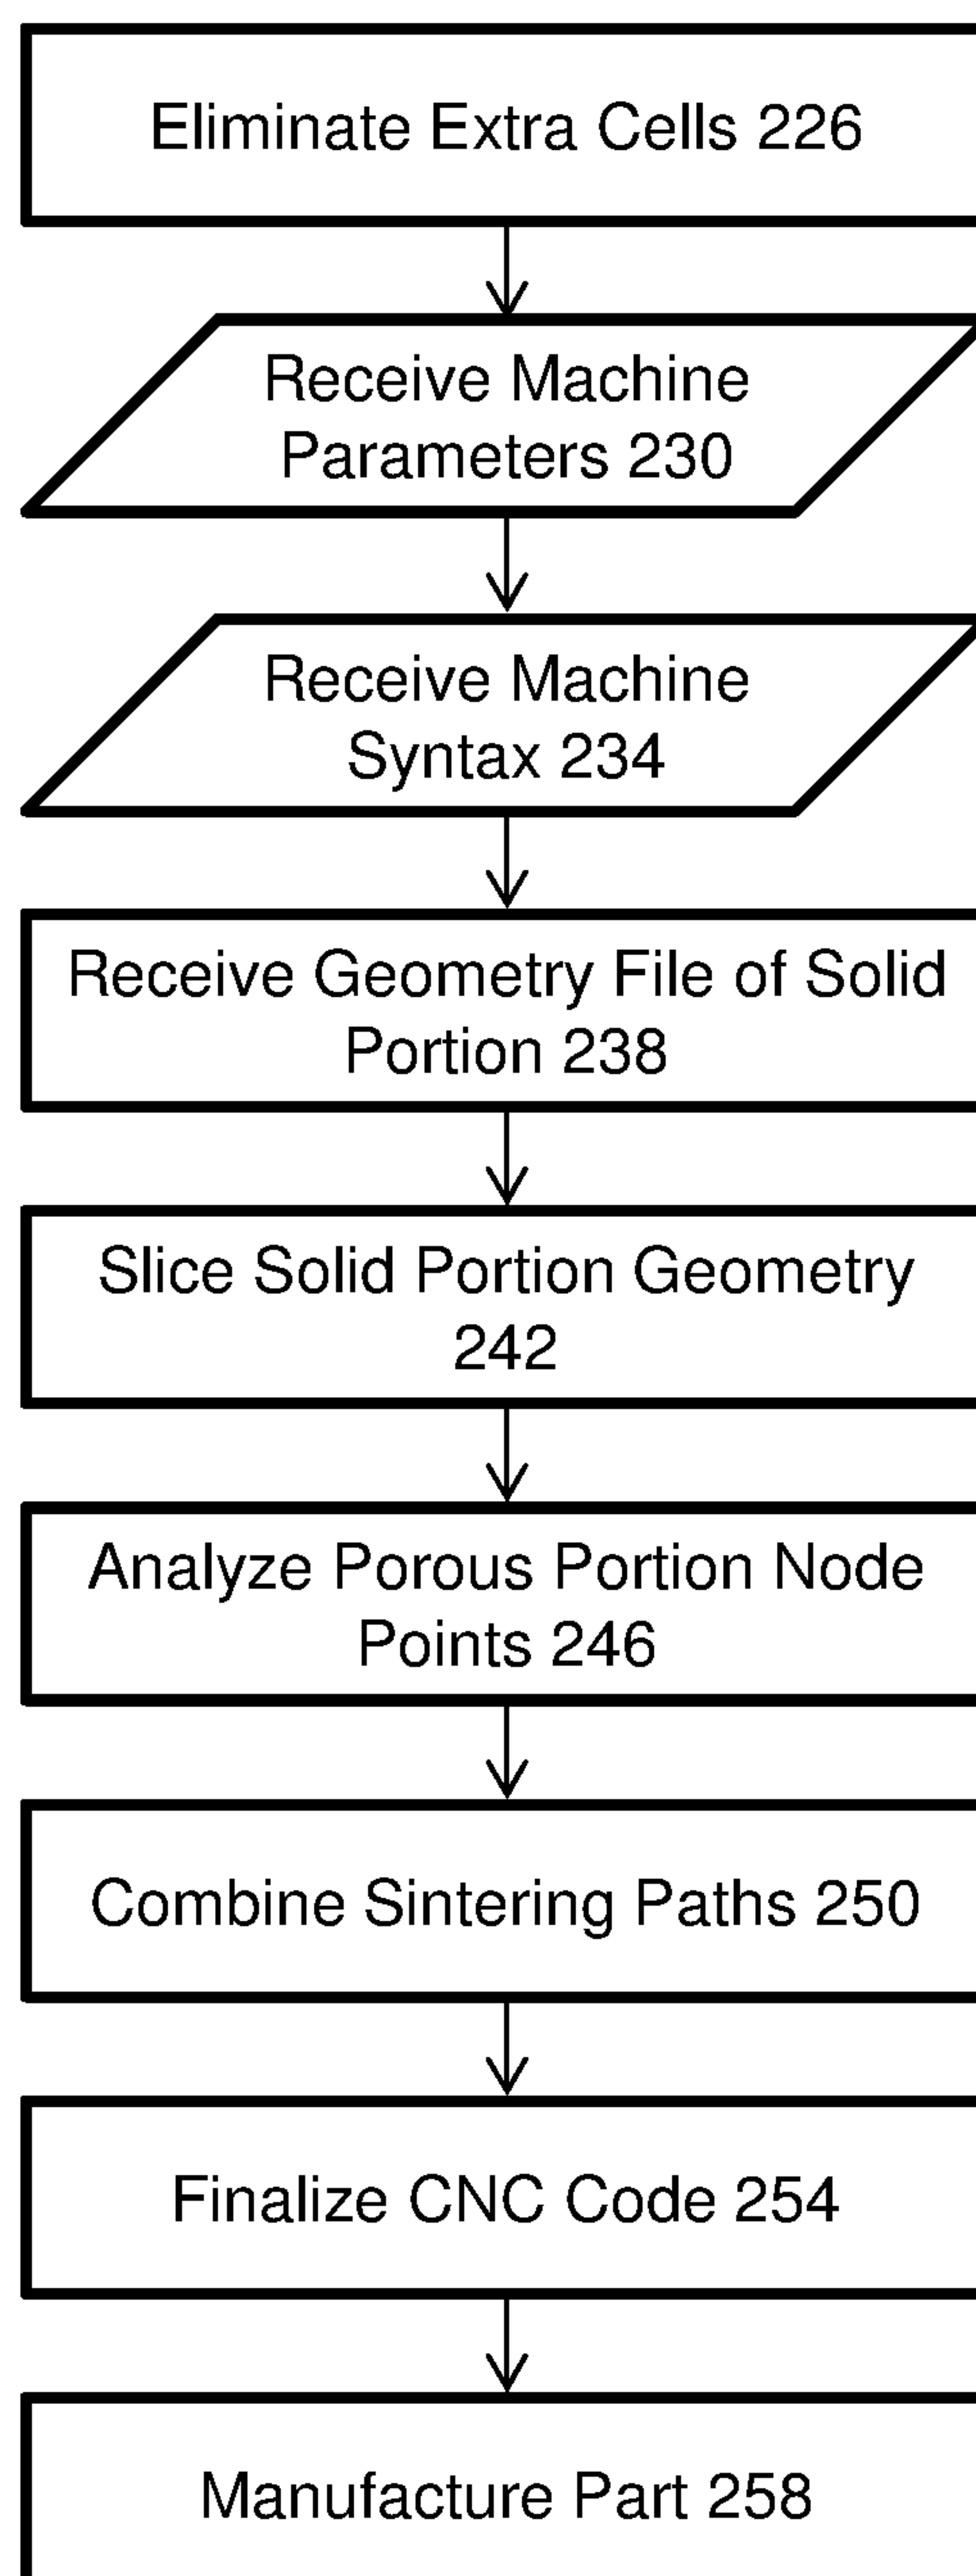 Eliminate Extra Cells 226
Receive Machine
Parameters 230
Receive Machine
Syntax 234
Receive Geometry File of Solid
Portion 238
Slice Solid Portion Geometry
242
Analyze Porous Portion Node
Points 246
Combine Sintering Paths 250
Finalize CNC Code 254
Manufacture Part 258